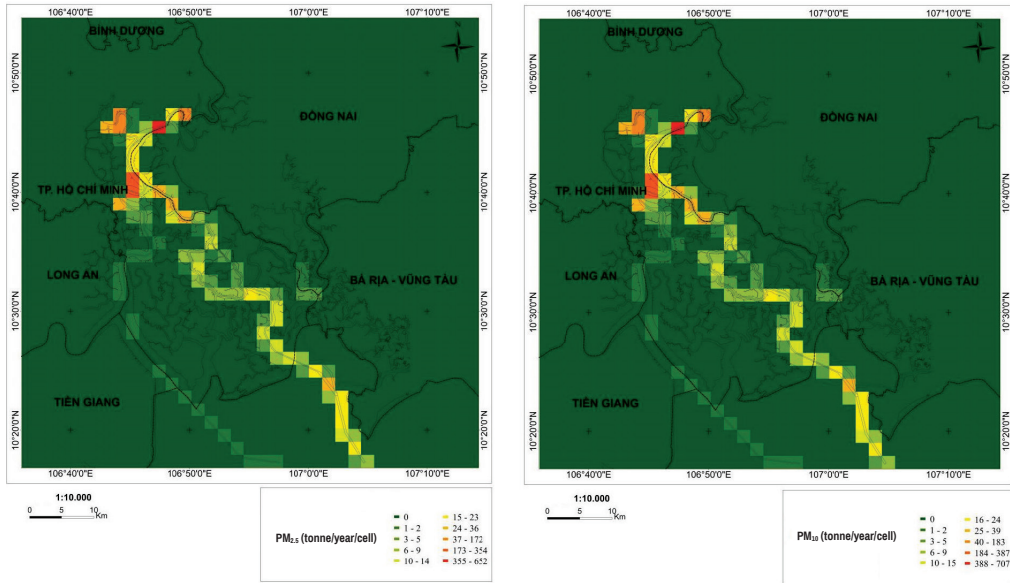 106°40'0"E 106°50'0"E 107°0'0"E 107°10'0"E
BÌNH DƯƠNG
N
10°50'0"N 10°50'0"N
ĐỒNG NAI
TP. HỒ CHÍ MINH
10°40'0"N 10°40'0"N
LONG AN
BÀ RỊA - VŨNG TÀU
10°30'0"N 10°30'0"N
TIỀN GIANG
10°20'0"N 10°20'0"N
106°40'0"E 106°50'0"E 107°0'0"E 107°10'0"E
1:10.000
0 5 10
Km
PM2.5 (tonne/year/cell)
0
1 - 2
3 - 5
6 - 9
10 - 14
15 - 23
24 - 36
37 - 172
173 - 354
355 - 652
106°40'0"E 106°50'0"E 107°0'0"E 107°10'0"E
BÌNH DƯƠNG
N
10°50'0"N 10°50'0"N
ĐỒNG NAI
TP. HỒ CHÍ MINH
10°40'0"N 10°40'0"N
LONG AN
BÀ RỊA - VŨNG TÀU
10°30'0"N 10°30'0"N
TIỀN GIANG
10°20'0"N 10°20'0"N
106°40'0"E 106°50'0"E 107°0'0"E 107°10'0"E
1:10.000
0 5 10
Km
PM10 (tonne/year/cell)
0
1 - 2
3 - 5
6 - 9
10 - 15
16 - 24
25 - 39
40 - 183
184 - 387
388 - 707